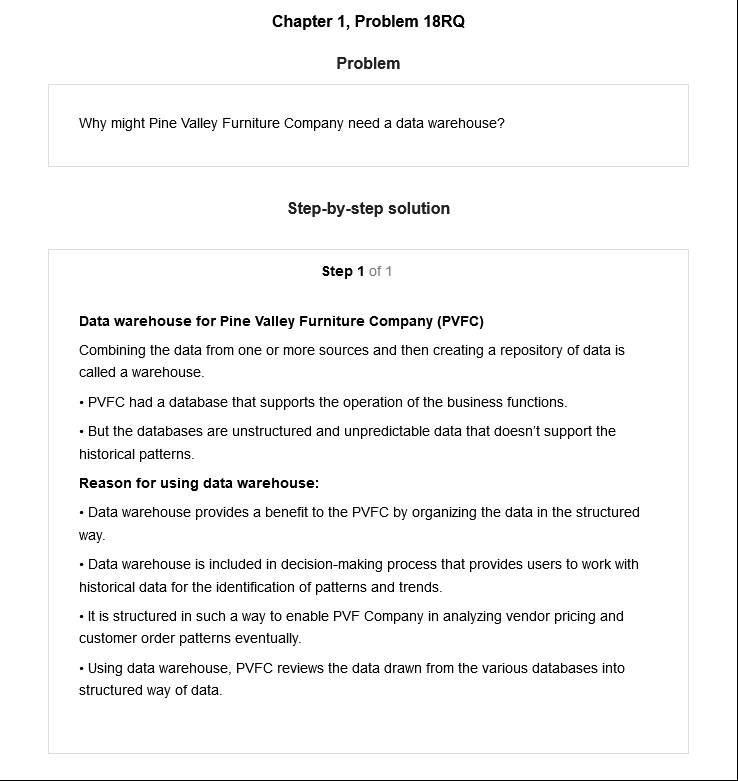 Chapter 1, Problem 18RQ
Problem
Why might Pine Valley Furniture Company need a data warehouse?
Step-by-step solution
Step 1 of 1
Data warehouse for Pine Valley Furniture Company (PVFC)
Combining the data from one or more sources and then creating a repository of data is
called a warehouse.
• PVFC had a database that supports the operation of the business functions.
• But the databases are unstructured and unpredictable data that doesn’t support the
historical patterns.
Reason for using data warehouse:
• Data warehouse provides a benefit to the PVFC by organizing the data in the structured
way.
• Data warehouse is included in decision-making process that provides users to work with
historical data for the identification of patterns and trends.
• It is structured in such a way to enable PVF Company in analyzing vendor pricing and
customer order patterns eventually.
• Using data warehouse, PVFC reviews the data drawn from the various databases into
structured way of data.